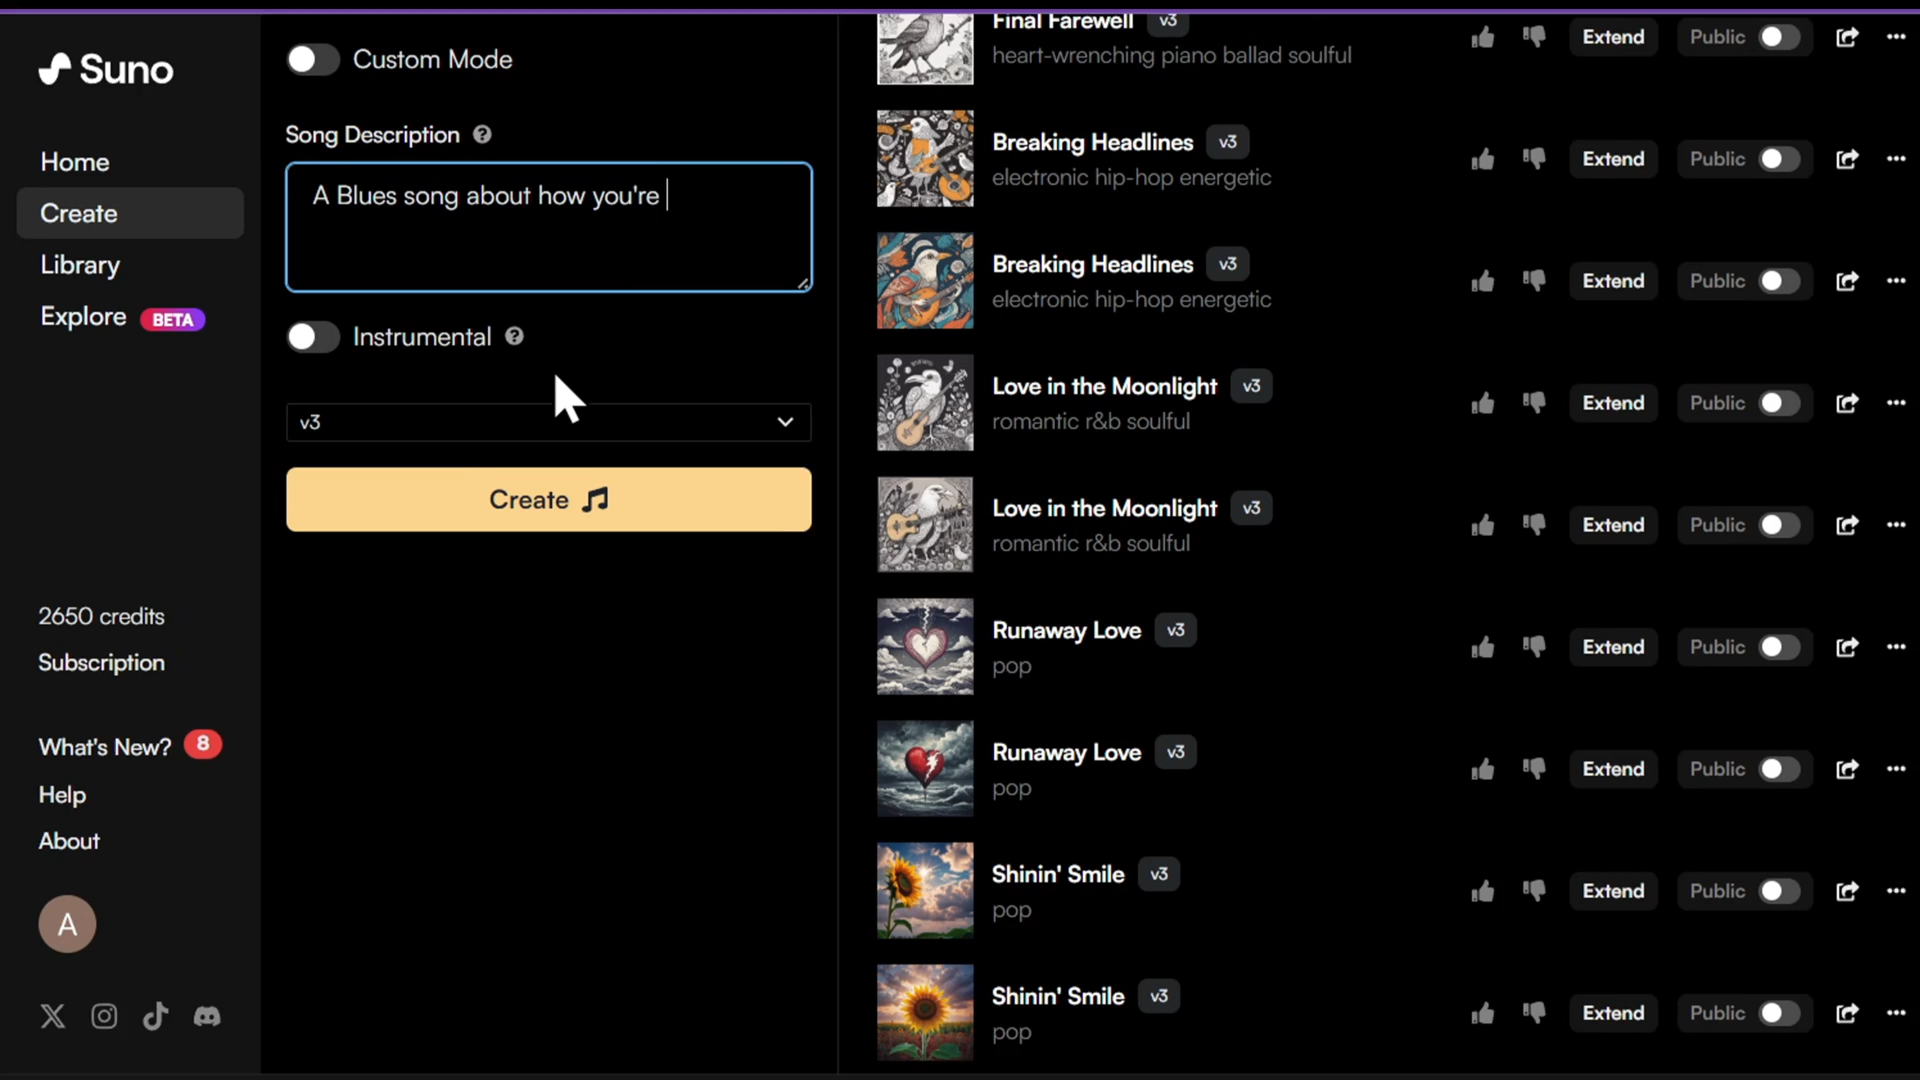 Suno
Home
Create
Library
Explore BETA
2650 credits
Subscription
What's New? 8
Help
About
A
Custom Mode
Song Description ?
A Blues song about how you're
Instrumental ?
v3
Create
Final Farewell v3
heart-wrenching piano ballad soulful
Extend Public
Breaking Headlines v3
electronic hip-hop energetic
Extend Public
Breaking Headlines v3
electronic hip-hop energetic
Extend Public
Love in the Moonlight v3
romantic r&b soulful
Extend Public
Love in the Moonlight v3
romantic r&b soulful
Extend Public
Runaway Love v3
pop
Extend Public
Runaway Love v3
pop
Extend Public
Shinin' Smile v3
pop
Extend Public
Shinin' Smile v3
pop
Extend Public